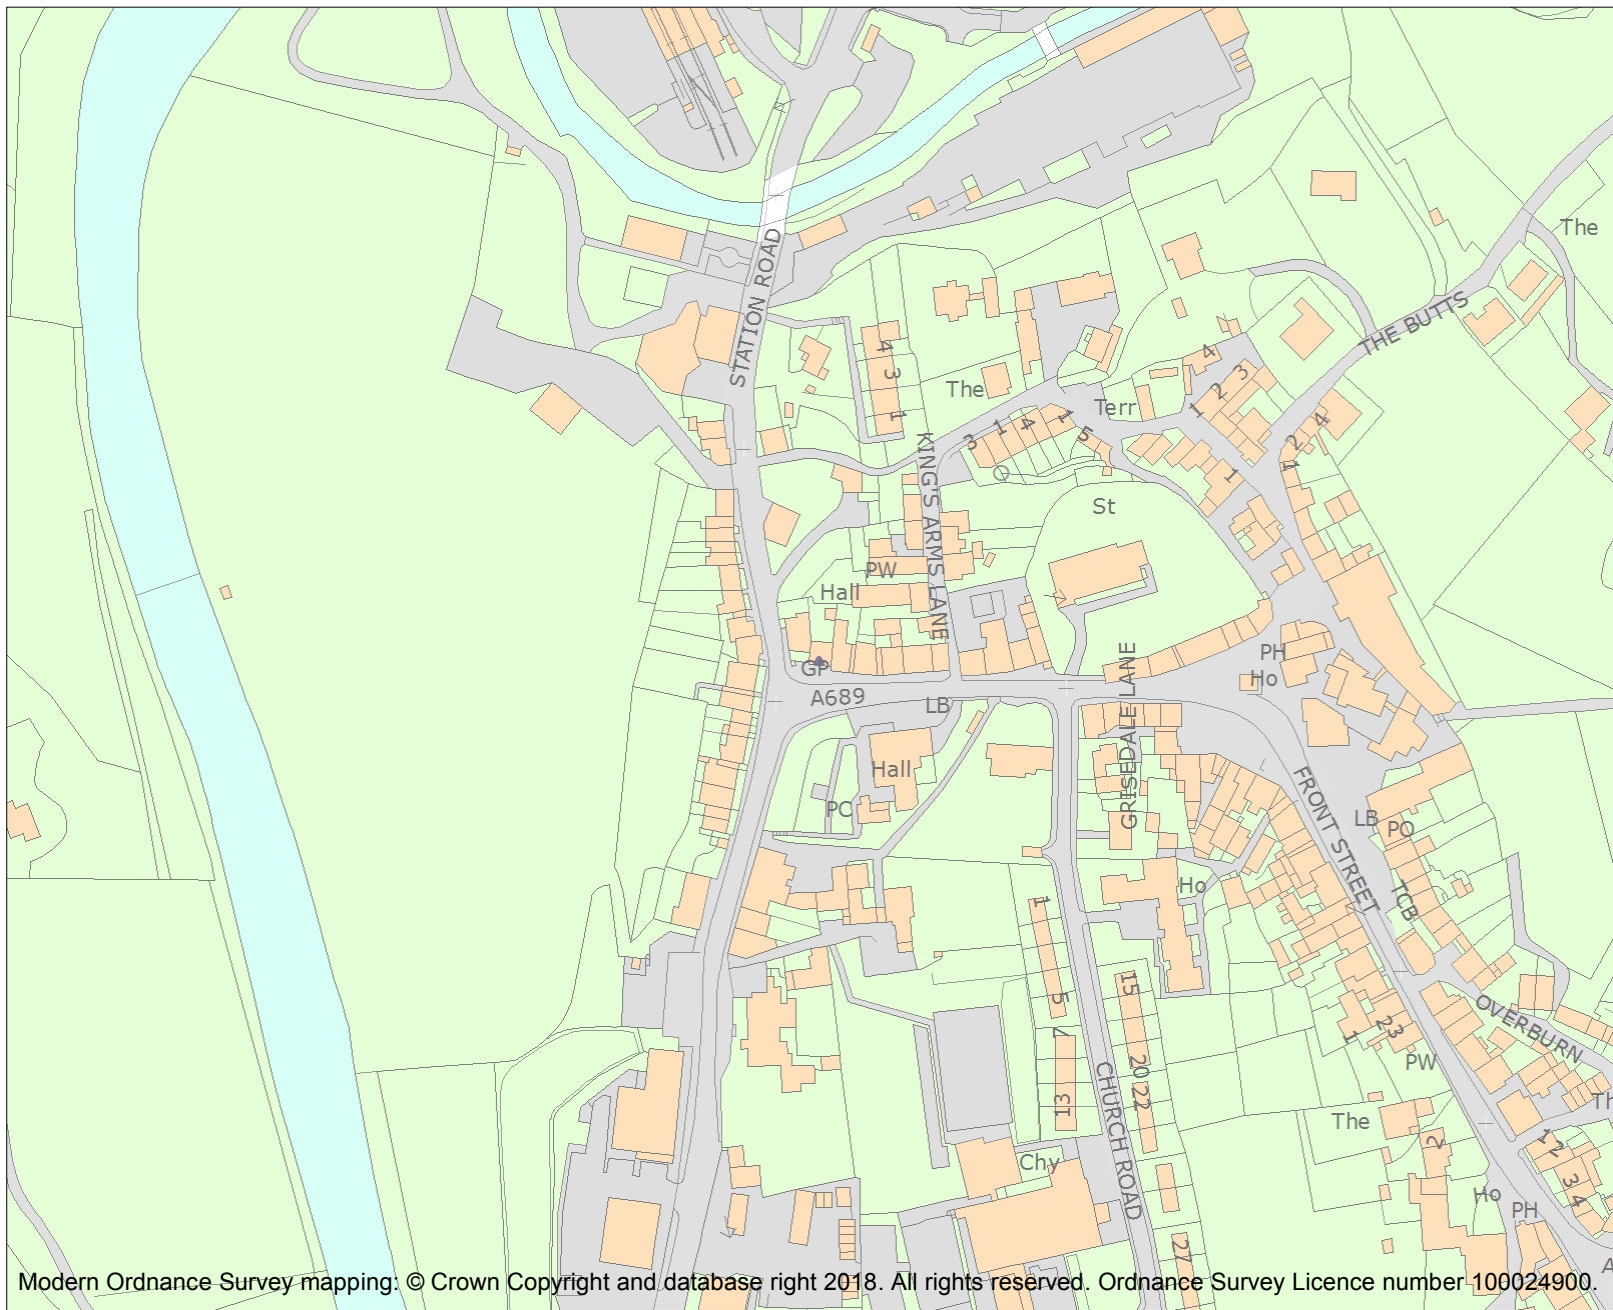 The
STATION ROAD
THE BUTTS
4
3
1
The
4
2
3
1
Terr
3
1
4
1
5
2
4
1
1
KING'S ARMS LANE
St
PW
Hall
GP
A689
LB
GRISEDALE LANE
PH
Ho
Hall
PC
FRONT STREET
LB
PO
TCB
Ho
1
5
7
13
15
20
22
27
CHURCH ROAD
OVERBURN
23
1
PW
The
Th
2
1
2
3
4
Chy
Ho
PH
A
Modern Ordnance Survey mapping: © Crown Copyright and database right 2018. All rights reserved. Ordnance Survey Licence number 100024900.